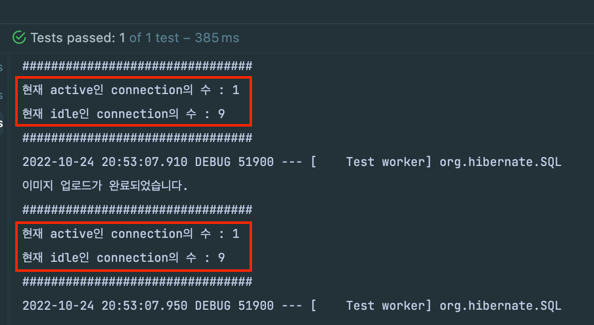 Tests passed: 1 of 1 test – 385 ms
################################
현재 active인 connection의 수 : 1
현재 idle인 connection의 수 : 9
################################
2022-10-24 20:53:07.910 DEBUG 51900 --- [    Test worker] org.hibernate.SQL
이미지 업로드가 완료되었습니다.
################################
현재 active인 connection의 수 : 1
현재 idle인 connection의 수 : 9
################################
2022-10-24 20:53:07.950 DEBUG 51900 --- [    Test worker] org.hibernate.SQL